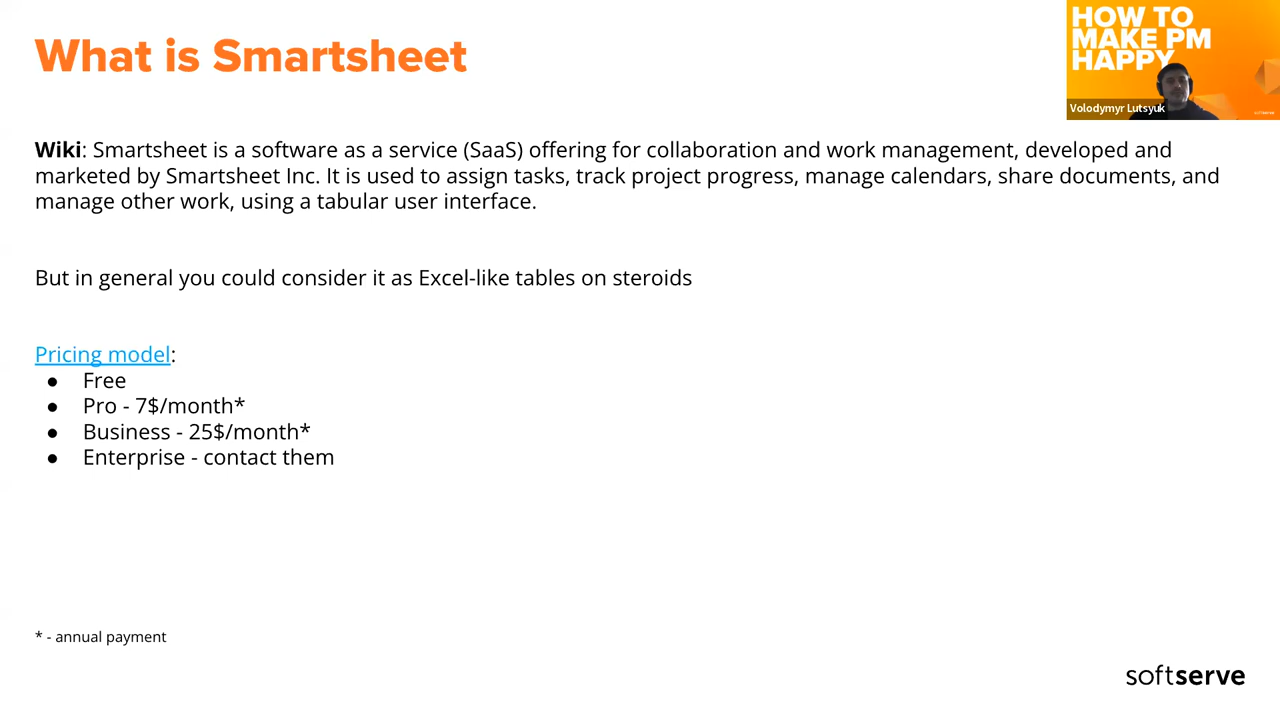 What is Smartsheet
HOW TO
MAKE PM
HAPPY
Volodymyr Lutsyuk
Wiki: Smartsheet is a software as a service (SaaS) offering for collaboration and work management, developed and
marketed by Smartsheet Inc. It is used to assign tasks, track project progress, manage calendars, share documents, and
manage other work, using a tabular user interface.
But in general you could consider it as Excel-like tables on steroids
Pricing model:
● Free
● Pro - 7$/month*
● Business - 25$/month*
● Enterprise - contact them
* - annual payment
softserve